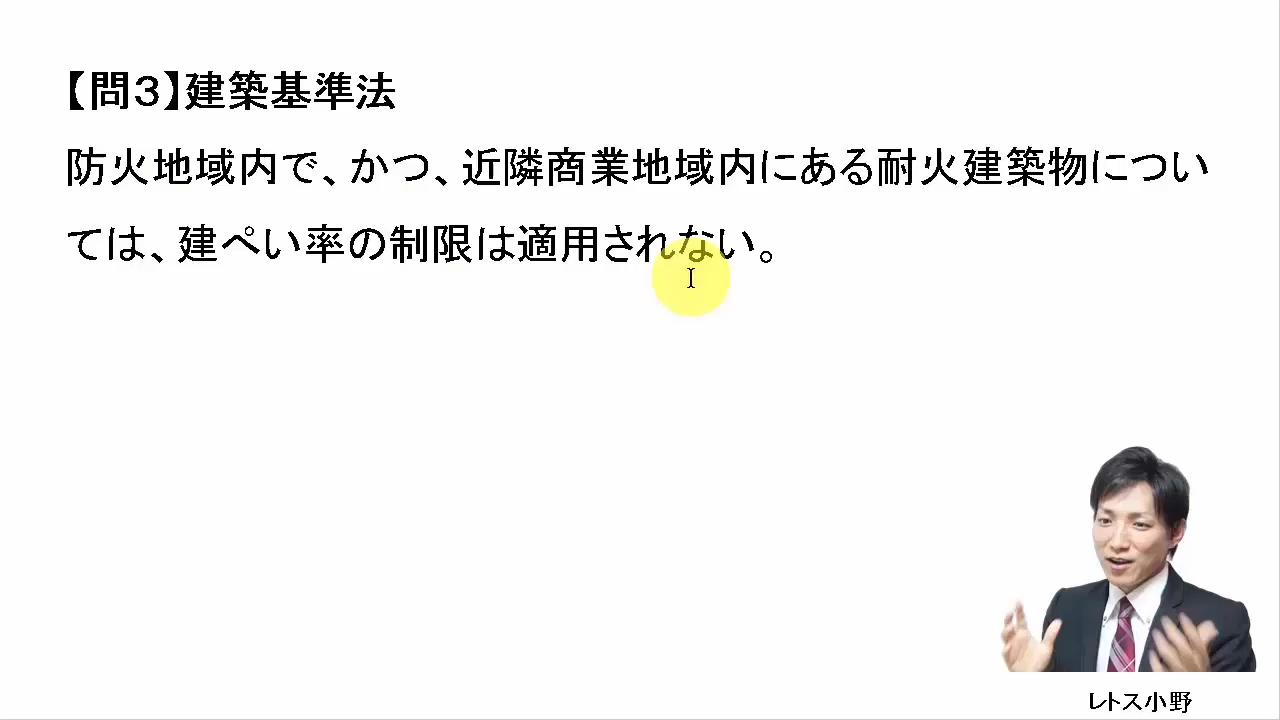 【問3】建築基準法
防火地域内で、かつ、近隣商業地域内にある耐火建築物につい
ては、建ぺい率の制限は適用されない。
レトス小野